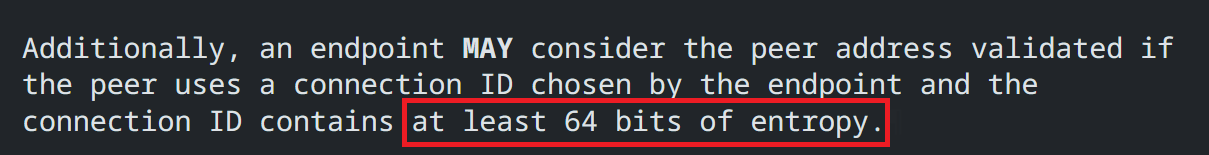 Additionally, an endpoint MAY consider the peer address validated if
the peer uses a connection ID chosen by the endpoint and the
connection ID contains at least 64 bits of entropy.